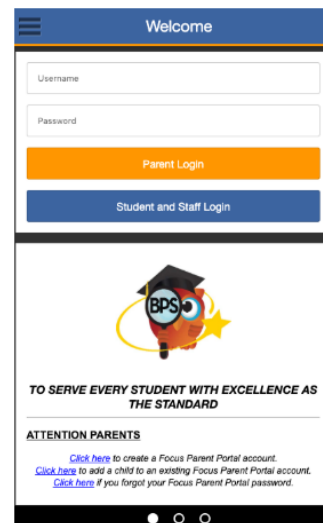 Welcome
Username
Password
Parent Login
Student and Staff Login
BPS
TO SERVE EVERY STUDENT WITH EXCELLENCE AS
THE STANDARD
ATTENTION PARENTS
Click here to create a Focus Parent Portal account.
Click here to add a child to an existing Focus Parent Portal account.
Click here if you forgot your Focus Parent Portal password.